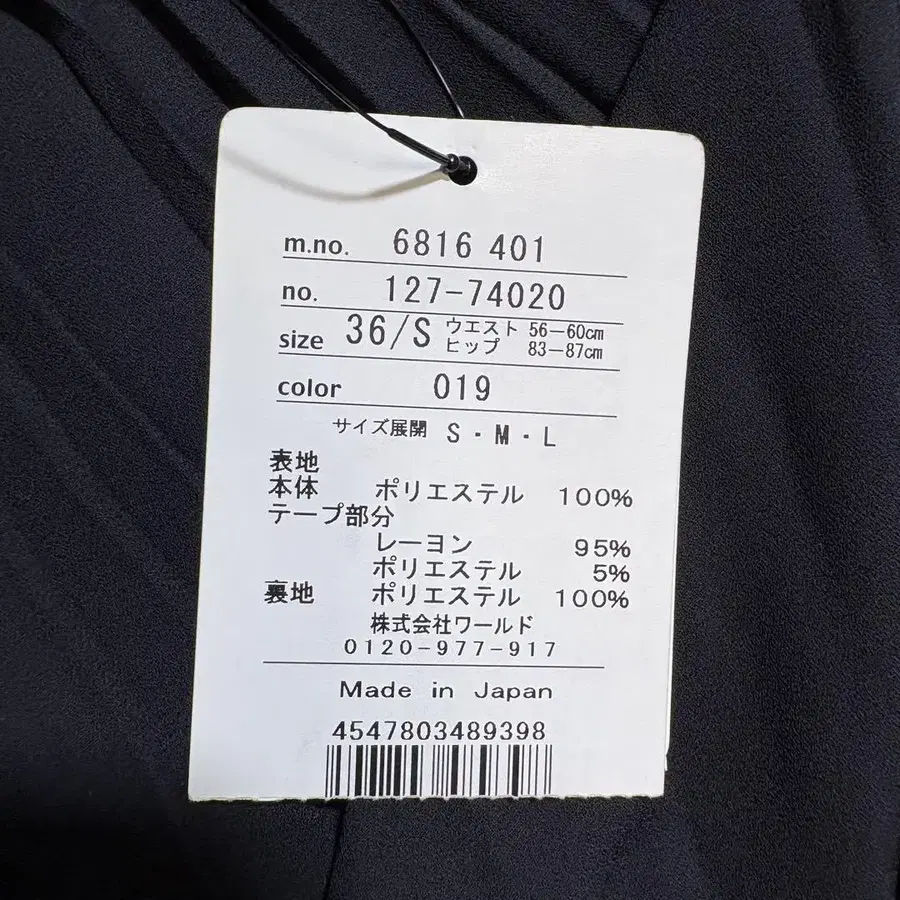 m.no. 6816 401
no. 127-74020
size 36/S ウエスト 56-60cm
ヒップ 83-87cm
color 019
サイズ展開 S・M・L
表地
本体 ポリエステル 100%
テープ部分
レーヨン 95%
ポリエステル 5%
裏地 ポリエステル 100%
株式会社ワールド
0120-977-917
Made in Japan
4547803489398